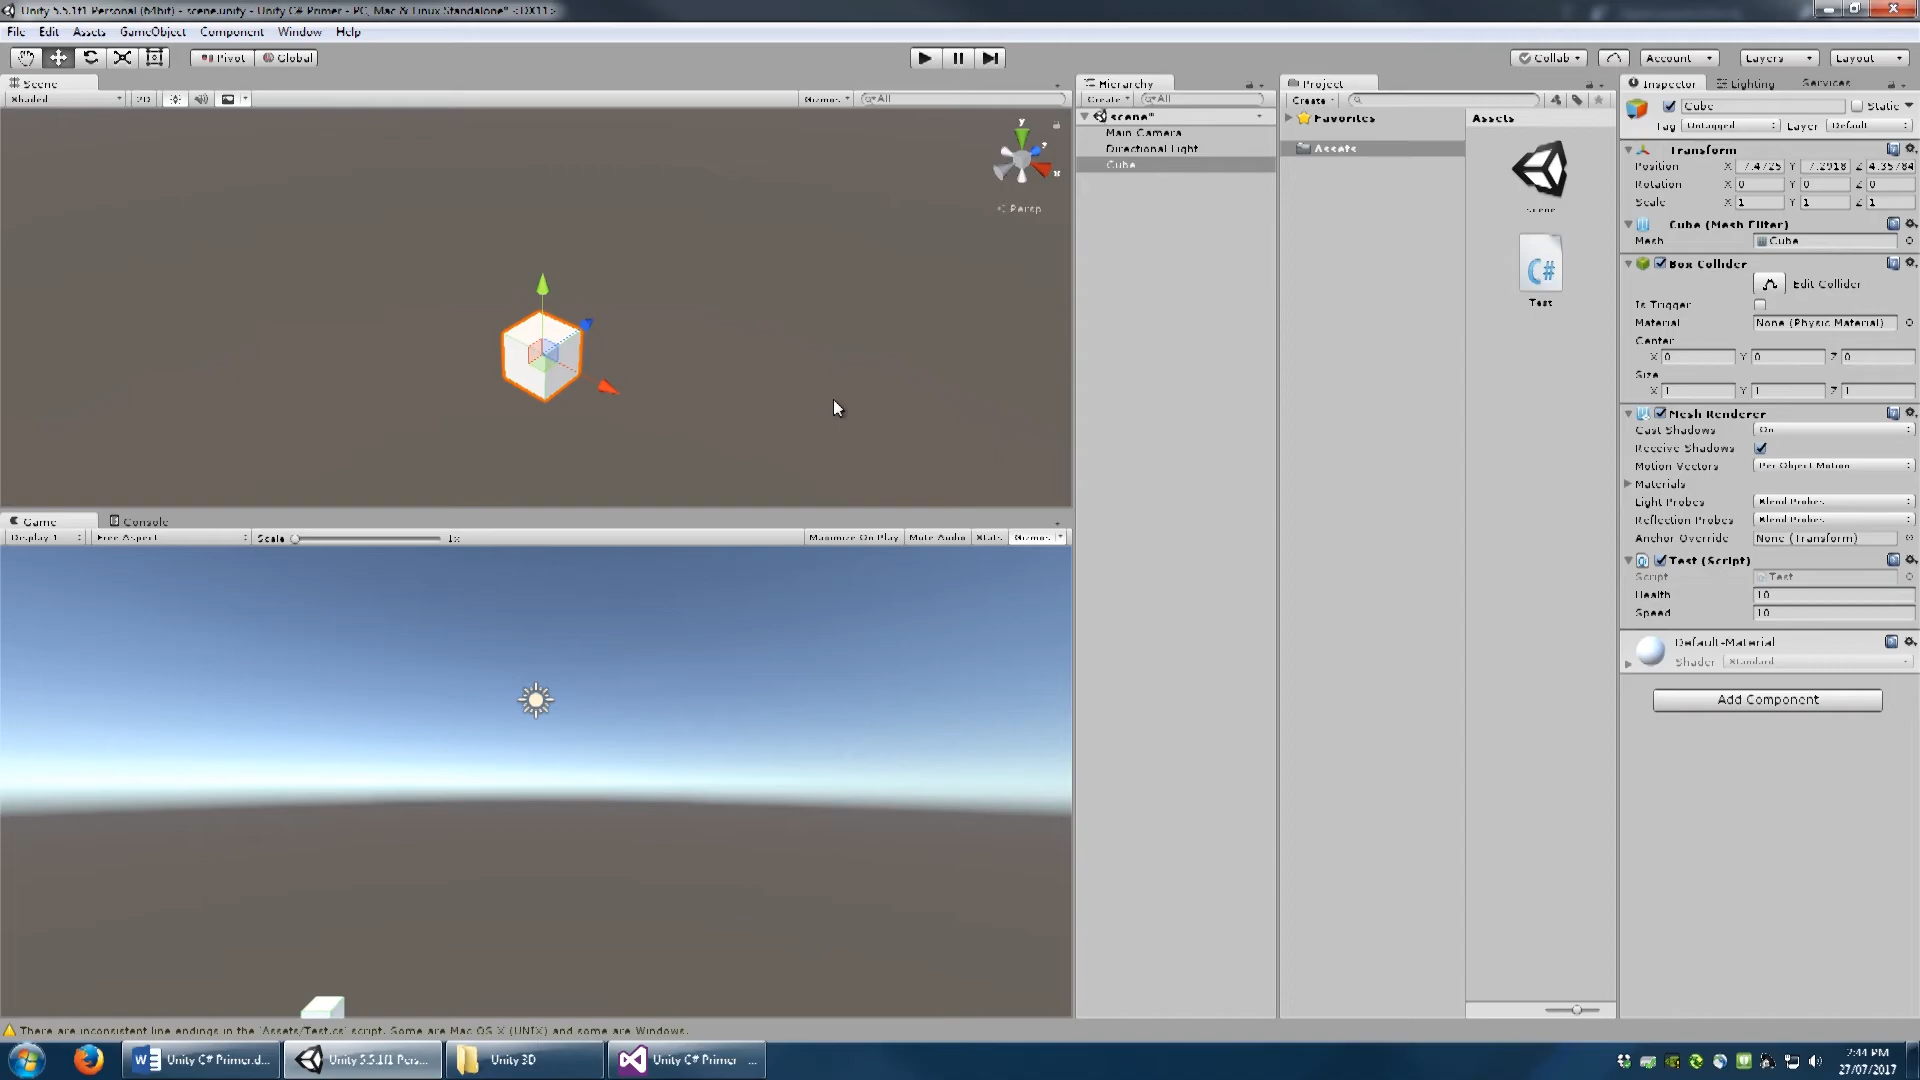 Unity 5.5.1f1 Personal (64bit) - scene.unity - Unity C# Primer - PC, Mac & Linux Standalone* <DX11>
File Edit Assets GameObject Component Window Help
Pivot Global Collab Account Layers Layout
Scene
Shaded 2D Gizmos All
y
x
Persp
Hierarchy
Create All
scene*
Main Camera
Directional Light
Cube
Project
Create
Favorites
Assets
Assets
scene
C#
Test
Inspector Lighting Services
Cube Static
Tag Untagged Layer Default
Transform
Position X -7.4725 Y -7.2918 Z 4.35784
Rotation X 0 Y 0 Z 0
Scale X 1 Y 1 Z 1
Cube (Mesh Filter)
Mesh Cube
Box Collider
Edit Collider
Is Trigger
Material None (Physic Material)
Center
X 0 Y 0 Z 0
Size
X 1 Y 1 Z 1
Mesh Renderer
Cast Shadows On
Receive Shadows
Motion Vectors Per Object Motion
Materials
Light Probes Blend Probes
Reflection Probes Blend Probes
Anchor Override None (Transform)
Test (Script)
Script Test
Health 10
Speed 10
Default-Material
Shader Standard
Add Component
Game Console
Display 1 Free Aspect Scale 1x Maximize On Play Mute Audio Stats Gizmos
There are inconsistent line endings in the 'Assets/Test.cs' script. Some are Mac OS X (UNIX) and some are Windows.
Unity C# Primer.d...
Unity 5.5.1f1 Pers...
Unity 3D
Unity C# Primer - ...
2:44 PM
27/07/2017